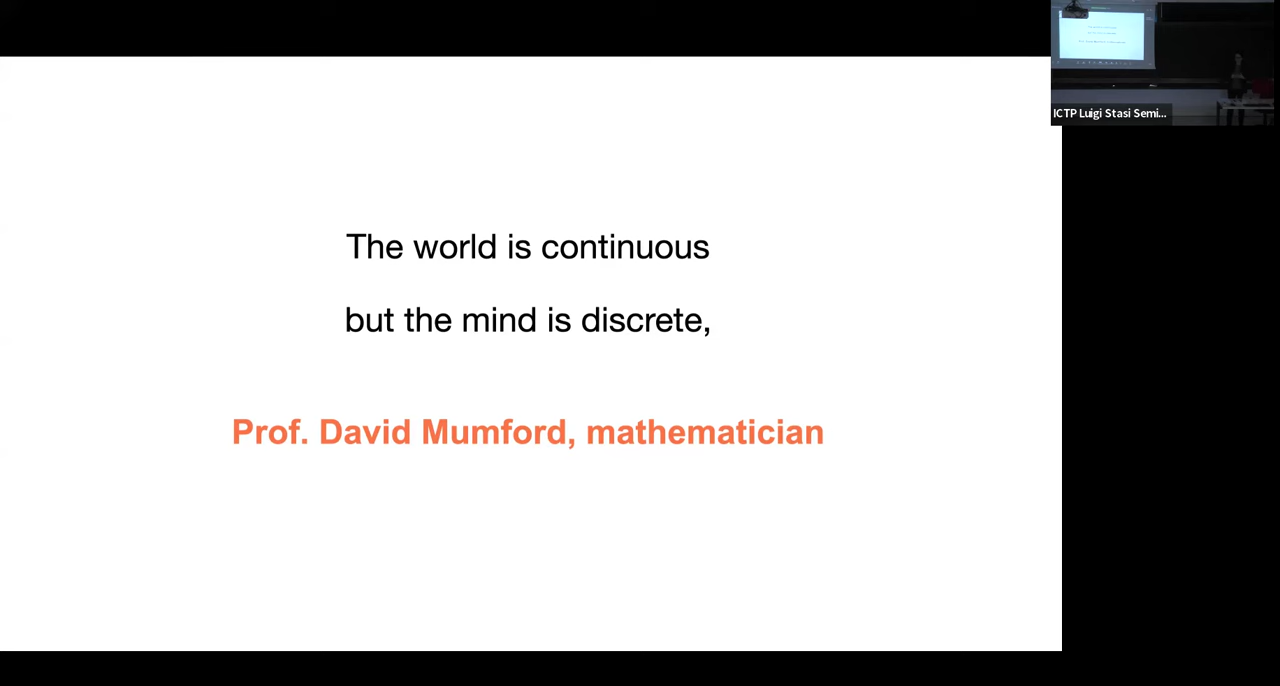 The world is continuous
but the mind is discrete,
Prof. David Mumford, mathematician
ICTP Luigi Stasi Semi...